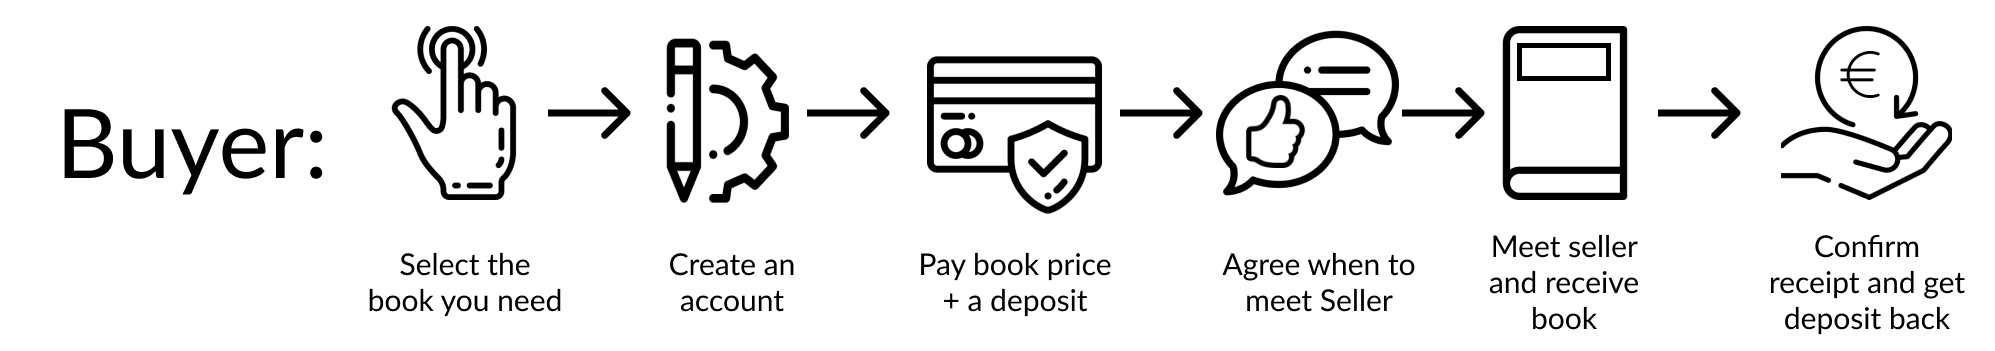 Buyer:
Select the
book you need
Create an
account
Pay book price
+ a deposit
Agree when to
meet Seller
Meet seller
and receive
book
€
Confirm
receipt and get
deposit back